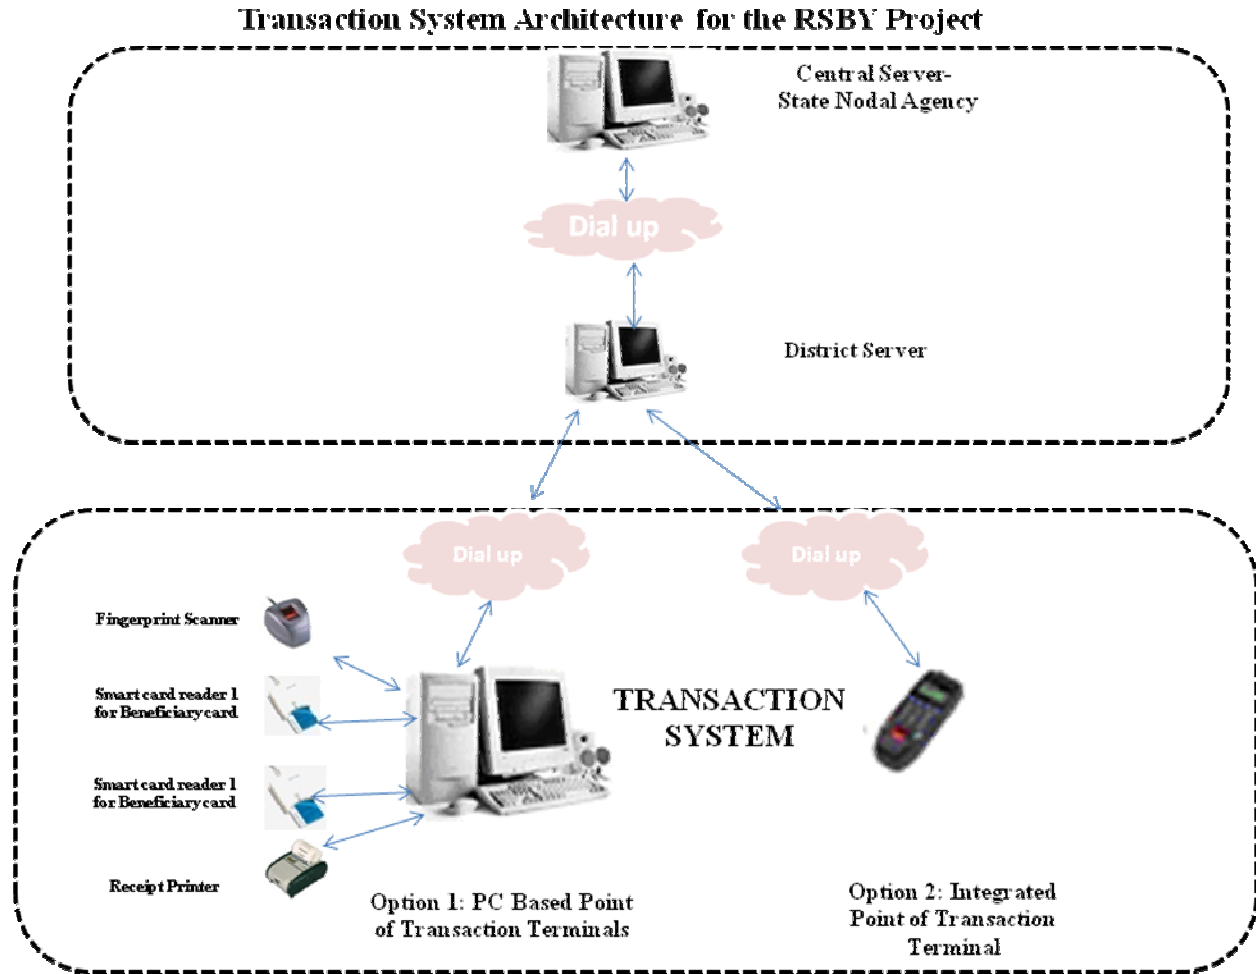 Transaction System Architecture for the RSBY Project
Central Server-
State Nodal Agency
Dial up
District Server
Dial up
Dial up
Fingerprint Scanner
Smart card reader 1
for Beneficiary card
TRANSACTION
SYSTEM
Smart card reader 1
for Beneficiary card
Receipt Printer
Option 1: PC Based Point
of Transaction Terminals
Option 2: Integrated
Point of Transaction
Terminal